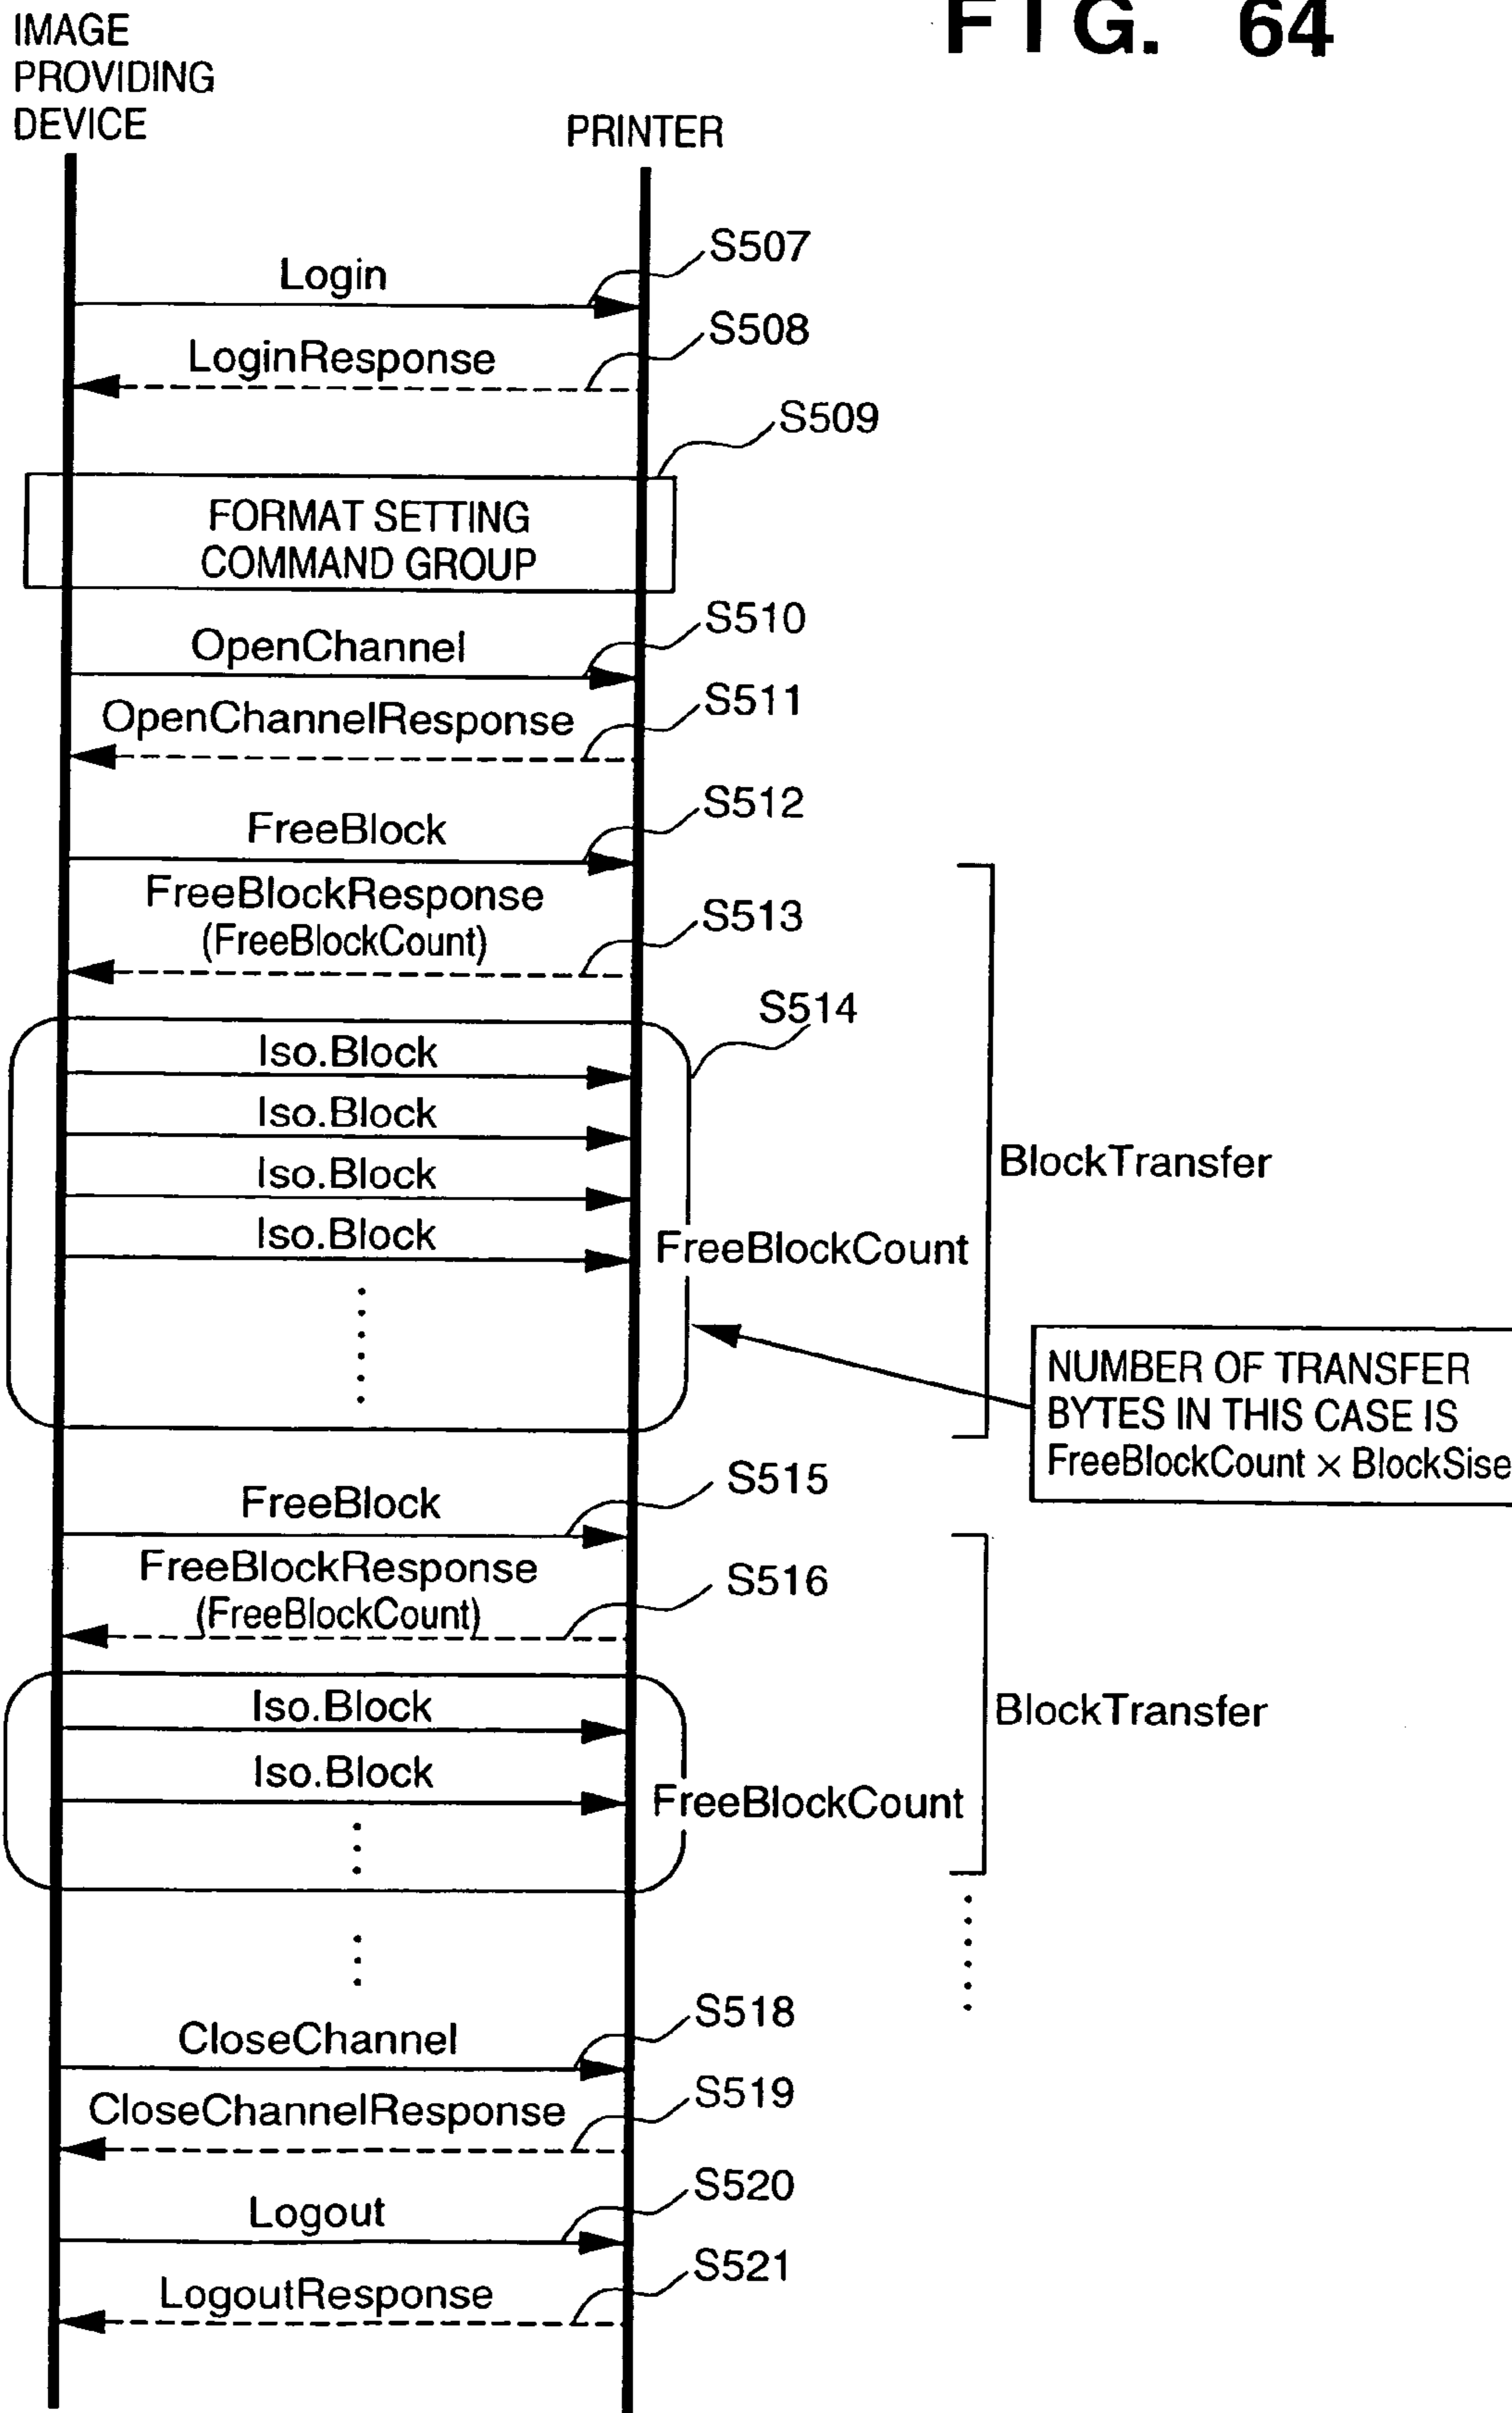 FIG. 64
IMAGE
PROVIDING
DEVICE
PRINTER
S507
Login
S508
LoginResponse
S509
FORMAT SETTING
COMMAND GROUP
S510
OpenChannel
S511
OpenChannelResponse
S512
FreeBlock
FreeBlockResponse
(FreeBlockCount)
S513
S514
Iso.Block
Iso.Block
Iso.Block
Iso.Block
BlockTransfer
FreeBlockCount
NUMBER OF TRANSFER
BYTES IN THIS CASE IS
FreeBlockCount × BlockSise
S515
FreeBlock
FreeBlockResponse
(FreeBlockCount)
S516
Iso.Block
BlockTransfer
Iso.Block
FreeBlockCount
S518
CloseChannel
S519
CloseChannelResponse
S520
Logout
S521
LogoutResponse